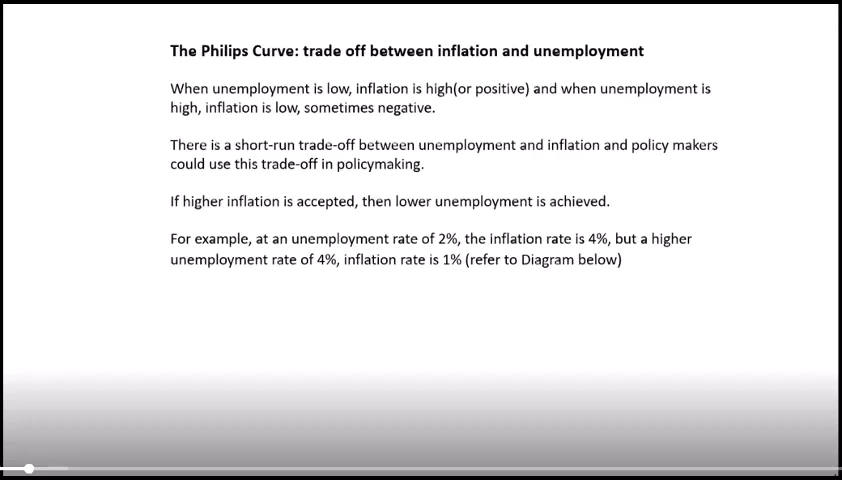 The Philips Curve: trade off between inflation and unemployment
When unemployment is low, inflation is high(or positive) and when unemployment is
high, inflation is low, sometimes negative.
There is a short-run trade-off between unemployment and inflation and policy makers
could use this trade-off in policymaking.
If higher inflation is accepted, then lower unemployment is achieved.
For example, at an unemployment rate of 2%, the inflation rate is 4%, but a higher
unemployment rate of 4%, inflation rate is 1% (refer to Diagram below)